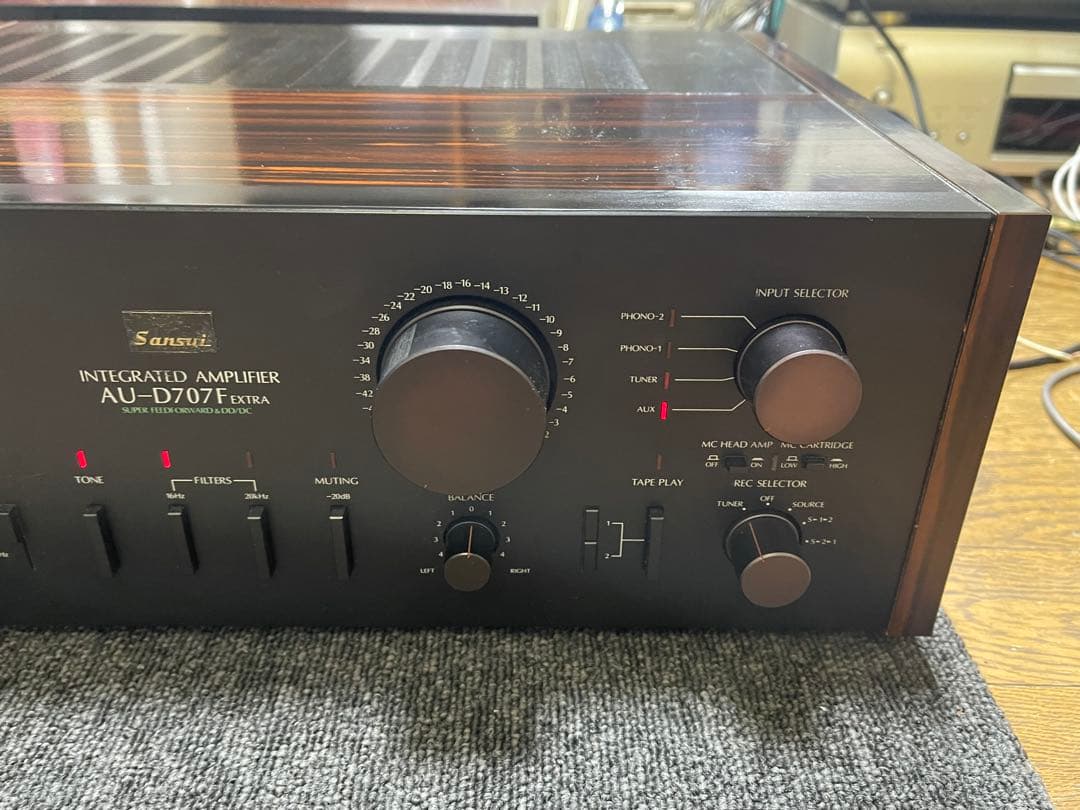 Sansui
INTEGRATED AMPLIFIER
AU-D707F EXTRA
SUPER FEEDFORWARD & DD/DC
TONE
FILTERS
16Hz
20kHz
MUTING
-20dB
-42 -38 -34 -30 -28 -26 -24 -22 -20 -18 -16 -14 -13 -12 -11 -10 -9 -8 -7 -6 -5 -4 -3
BALANCE
4 3 2 1 0 1 2 3 4
LEFT
RIGHT
INPUT SELECTOR
PHONO-2
PHONO-1
TUNER
AUX
MC HEAD AMP
OFF
ON
MC CARTRIDGE
LOW
HIGH
TAPE PLAY
1
2
REC SELECTOR
TUNER
OFF
SOURCE